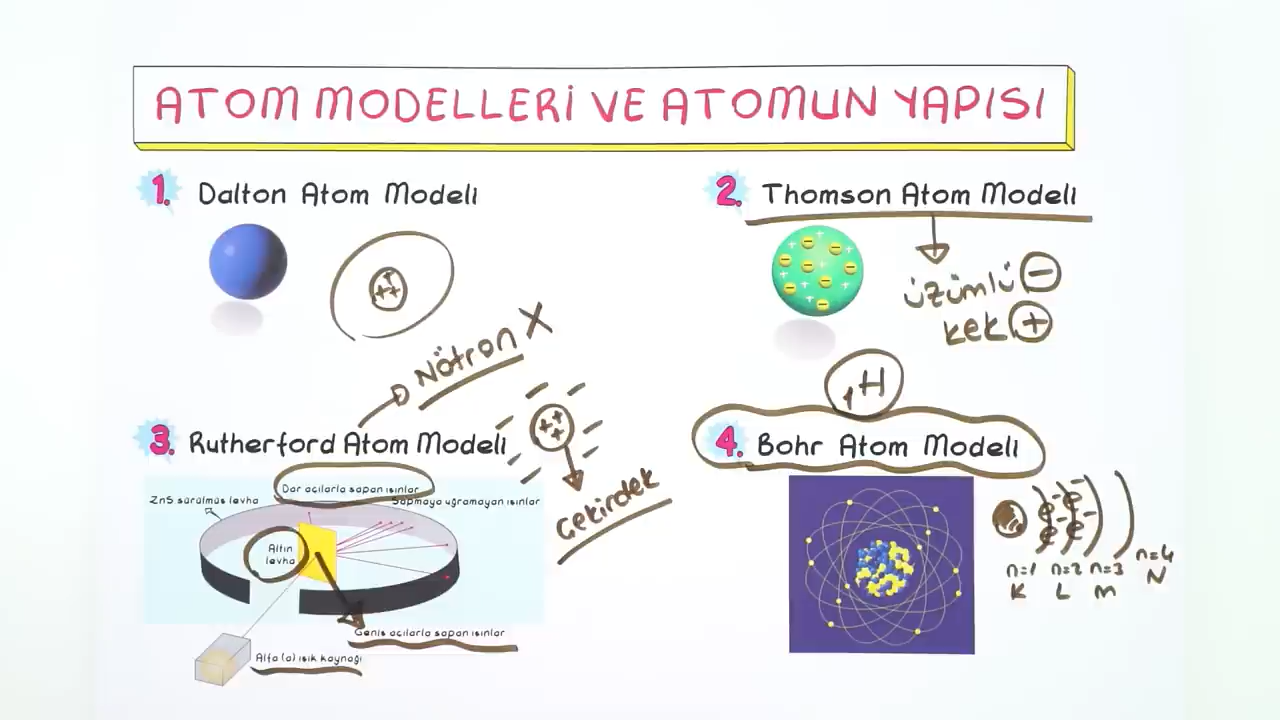 ATOM MODELLERİ VE ATOMUN YAPISI
1. Dalton Atom Modeli
2. Thomson Atom Modeli
üzümlü −
kek +
Nötron X
1H
3. Rutherford Atom Modeli
4. Bohr Atom Modeli
çekirdek
Dar açılarla sapan ışınlar
ZnS sürülmüş levha
Sapmaya uğramayan ışınlar
Altın
levha
Geniş açılarla sapan ışınlar
Alfa (α) ışık kaynağı
n=1 n=2 n=3 n=4
K L M N